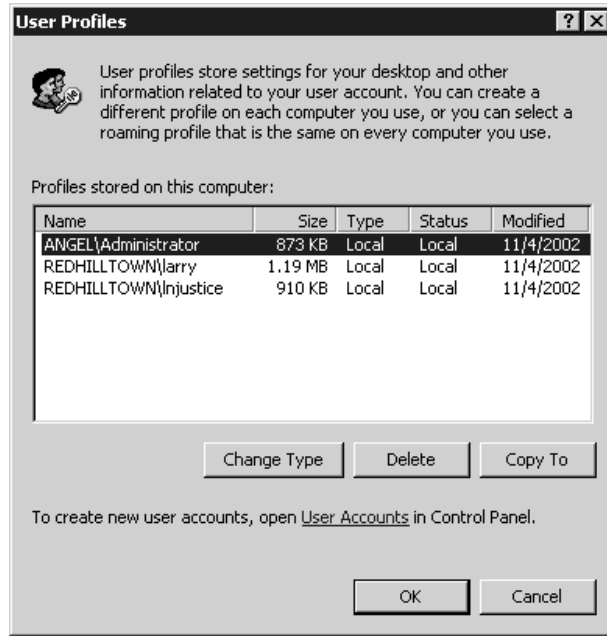 User Profiles
User profiles store settings for your desktop and other
information related to your user account. You can create a
different profile on each computer you use, or you can select a
roaming profile that is the same on every computer you use.
Profiles stored on this computer:
Name Size Type Status Modified
ANGEL\Administrator 873 KB Local Local 11/4/2002
REDHILLTOWN\larry 1.19 MB Local Local 11/4/2002
REDHILLTOWN\lnjustice 910 KB Local Local 11/4/2002
Change Type Delete Copy To
To create new user accounts, open User Accounts in Control Panel.
OK Cancel